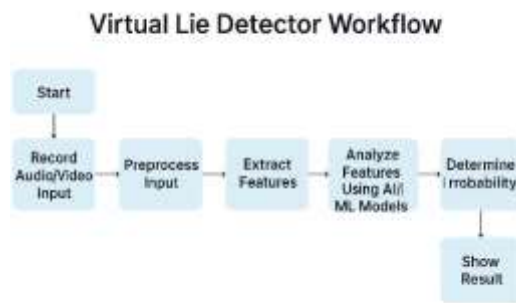 Virtual Lie Detector Workflow
Start
Record
Audio/Video
Input
Preprocess
Input
Extract
Features
Analyze
Features
Using AI/
ML Models
Determine
Show
Result